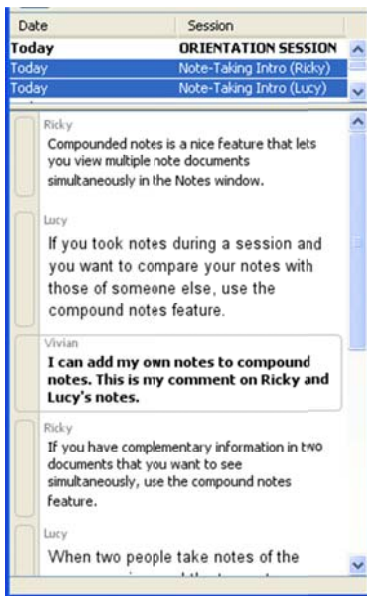 Date Session
Today ORIENTATION SESSION
Today Note-Taking Intro (Ricky)
Today Note-Taking Intro (Lucy)
Ricky
Compounded notes is a nice feature that lets
you view multiple note documents
simultaneously in the Notes window.
Lucy
If you took notes during a session and
you want to compare your notes with
those of someone else, use the
compound notes feature.
Vivian
I can add my own notes to compound
notes. This is my comment on Ricky and
Lucy's notes.
Ricky
If you have complementary information in two
documents that you want to see
simultaneously, use the compound notes
feature.
Lucy
When two people take notes of the